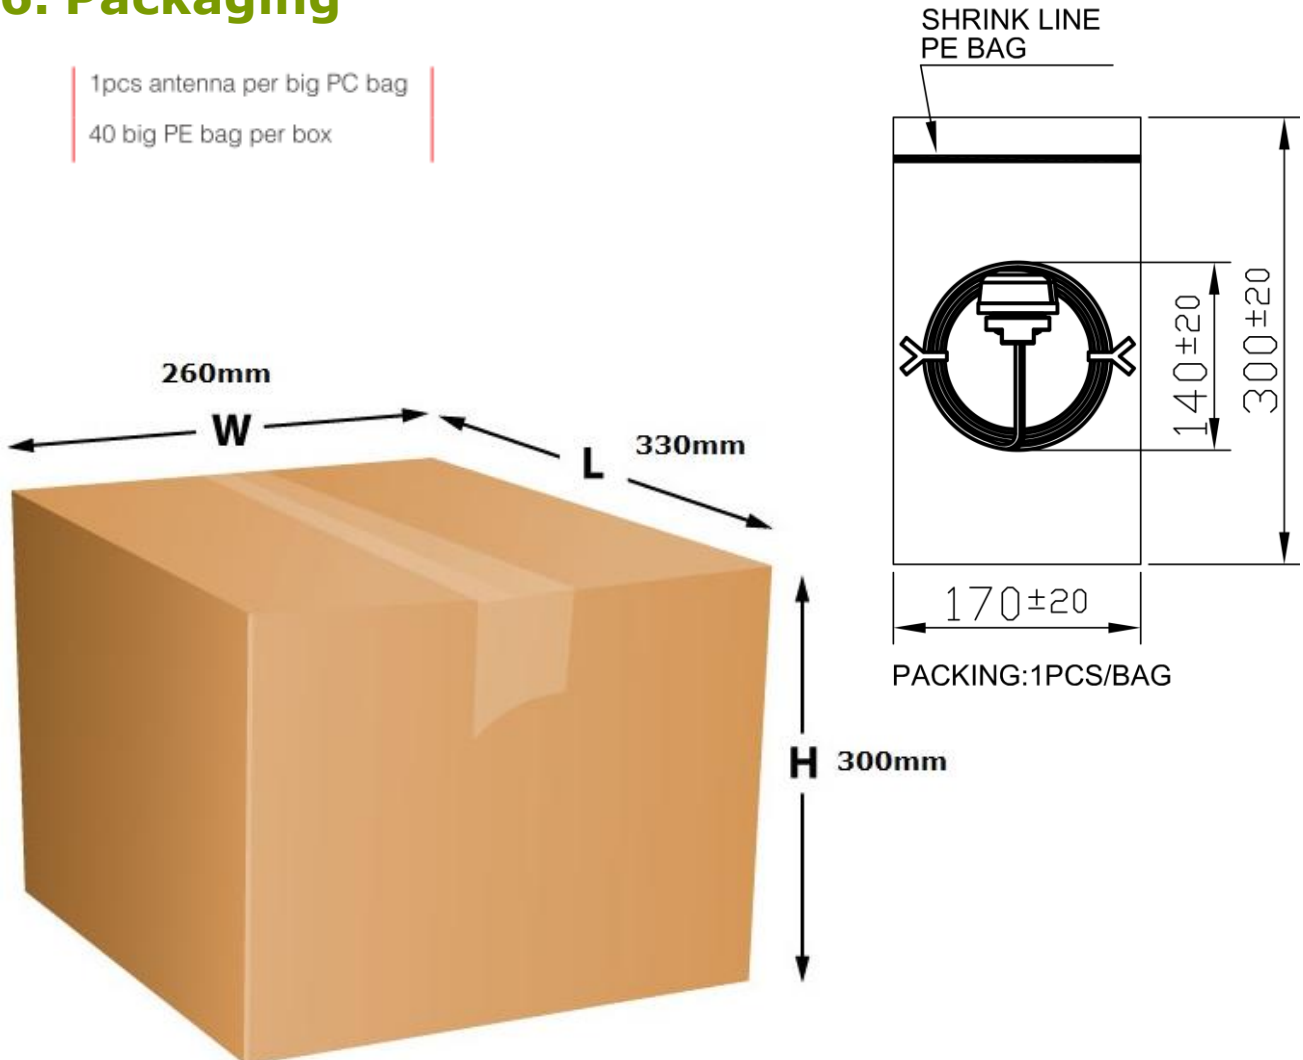 6. Packaging
1pcs antenna per big PC bag
40 big PE bag per box
SHRINK LINE
PE BAG
140±20
300±20
170±20
PACKING:1PCS/BAG
260mm
W
L
330mm
H
300mm